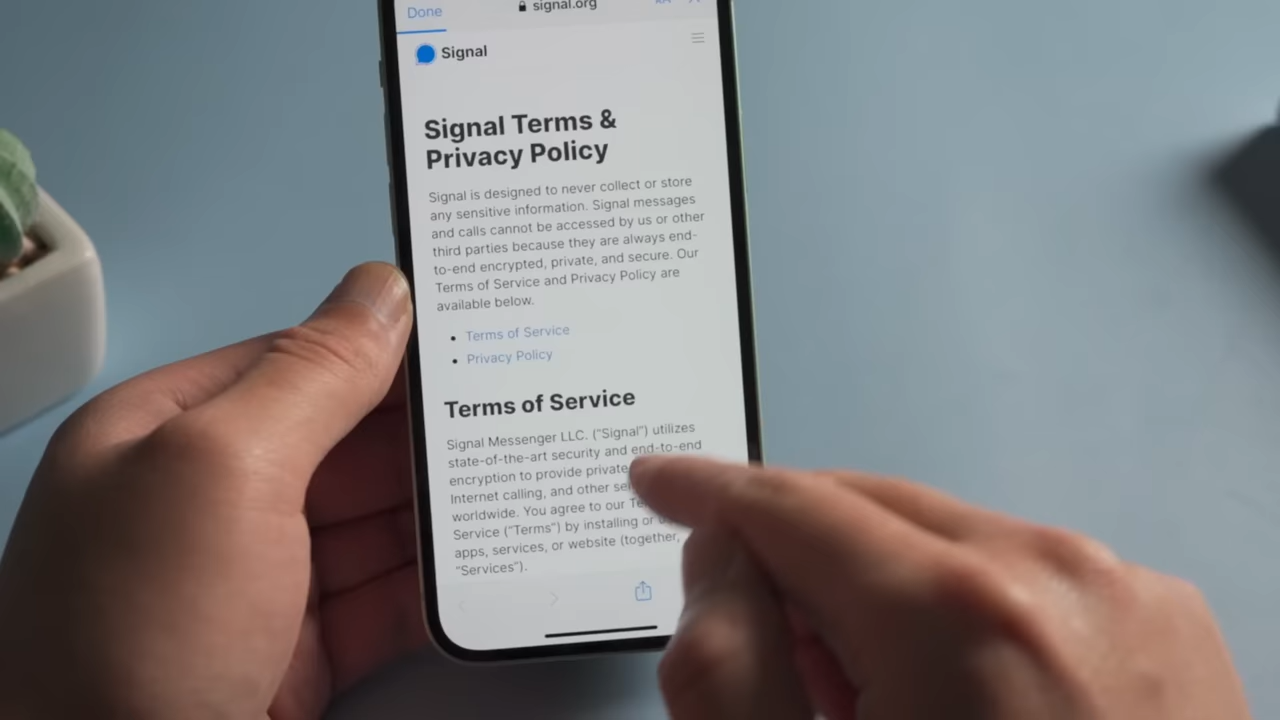 Done
signal.org
Signal
Signal Terms &
Privacy Policy
Signal is designed to never collect or store
any sensitive information. Signal messages
and calls cannot be accessed by us or other
third parties because they are always end-
to-end encrypted, private, and secure. Our
Terms of Service and Privacy Policy are
available below.
• Terms of Service
• Privacy Policy
Terms of Service
Signal Messenger LLC. (“Signal”) utilizes
state-of-the-art security and end-to-end
encryption to provide private
Internet calling, and other
worldwide. You agree to our
Service (“Terms”) by installing or
apps, services, or website (together,
“Services”).